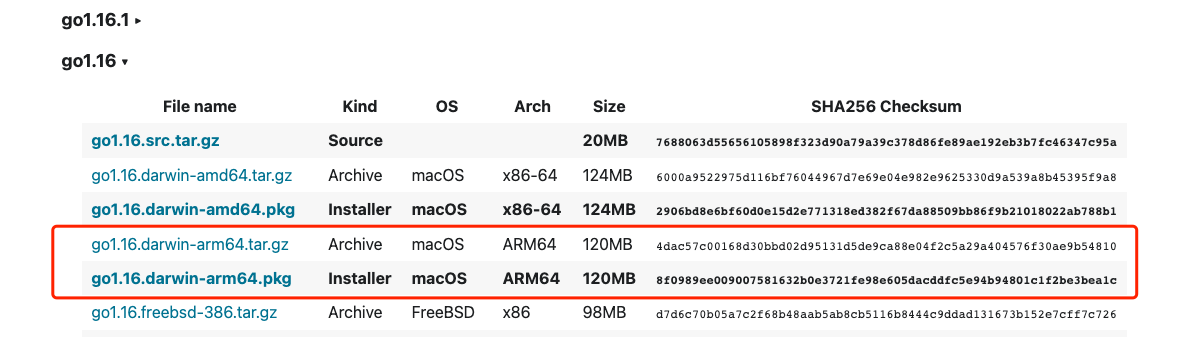 go1.16.1 ▸
go1.16 ▾
File name Kind OS Arch Size SHA256 Checksum
go1.16.src.tar.gz Source 20MB 7688063d55656105898f323d90a79a39c378d86fe89ae192eb3b7fc46347c95a
go1.16.darwin-amd64.tar.gz Archive macOS x86-64 124MB 6000a9522975d116bf76044967d7e69e04e982e9625330d9a539a8b45395f9a8
go1.16.darwin-amd64.pkg Installer macOS x86-64 124MB 2906bd8e6bf60d0e15d2e771318ed382f67da88509bb86f9b21018022ab788b1
go1.16.darwin-arm64.tar.gz Archive macOS ARM64 120MB 4dac57c00168d30bbd02d95131d5de9ca88e04f2c5a29a404576f30ae9b54810
go1.16.darwin-arm64.pkg Installer macOS ARM64 120MB 8f0989ee009007581632b0e3721fe98e605dacddfc5e94b94801c1f2be3bea1c
go1.16.freebsd-386.tar.gz Archive FreeBSD x86 98MB d7d6c70b05a7c2f68b48aab5ab8cb5116b8444c9ddad131673b152e7cff7c726